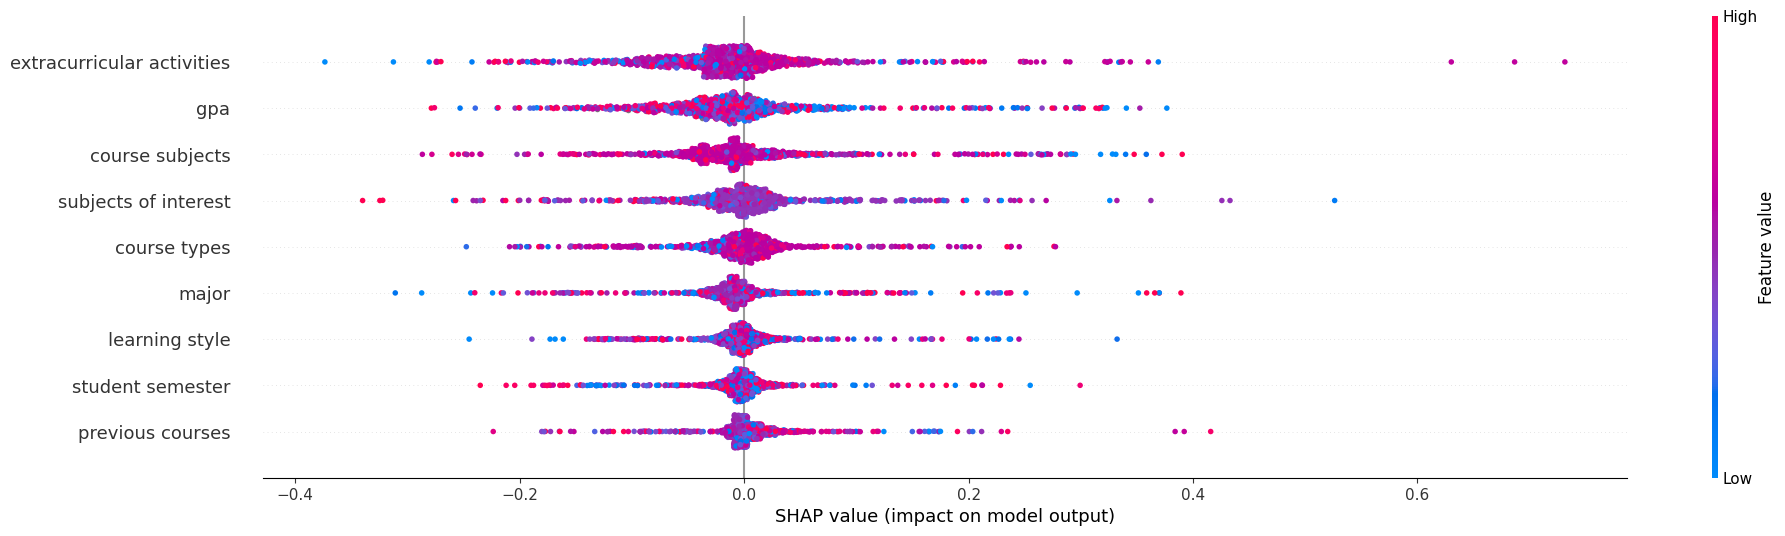 High
extracurricular activities
gpa
course subjects
subjects of interest
course types
major
learning style
student semester
previous courses
Feature value
Low
−0.4 −0.2 0.0 0.2 0.4 0.6
SHAP value (impact on model output)